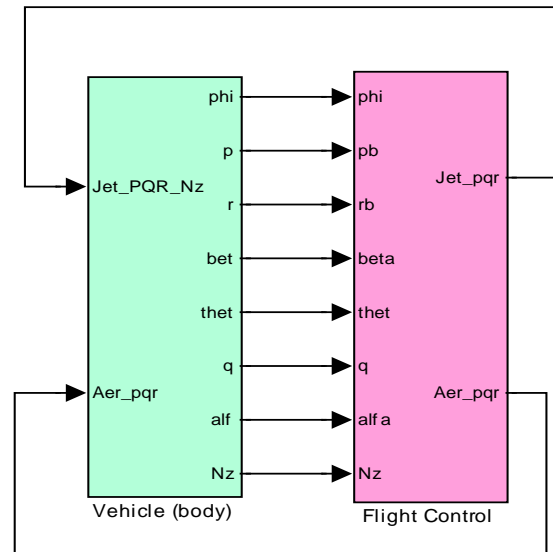 phi
p
Jet_PQR_Nz
r
bet
thet
q
Aer_pqr
alf
Nz
Vehicle (body)
phi
pb
Jet_pqr
rb
beta
thet
q
Aer_pqr
alfa
Nz
Flight Control